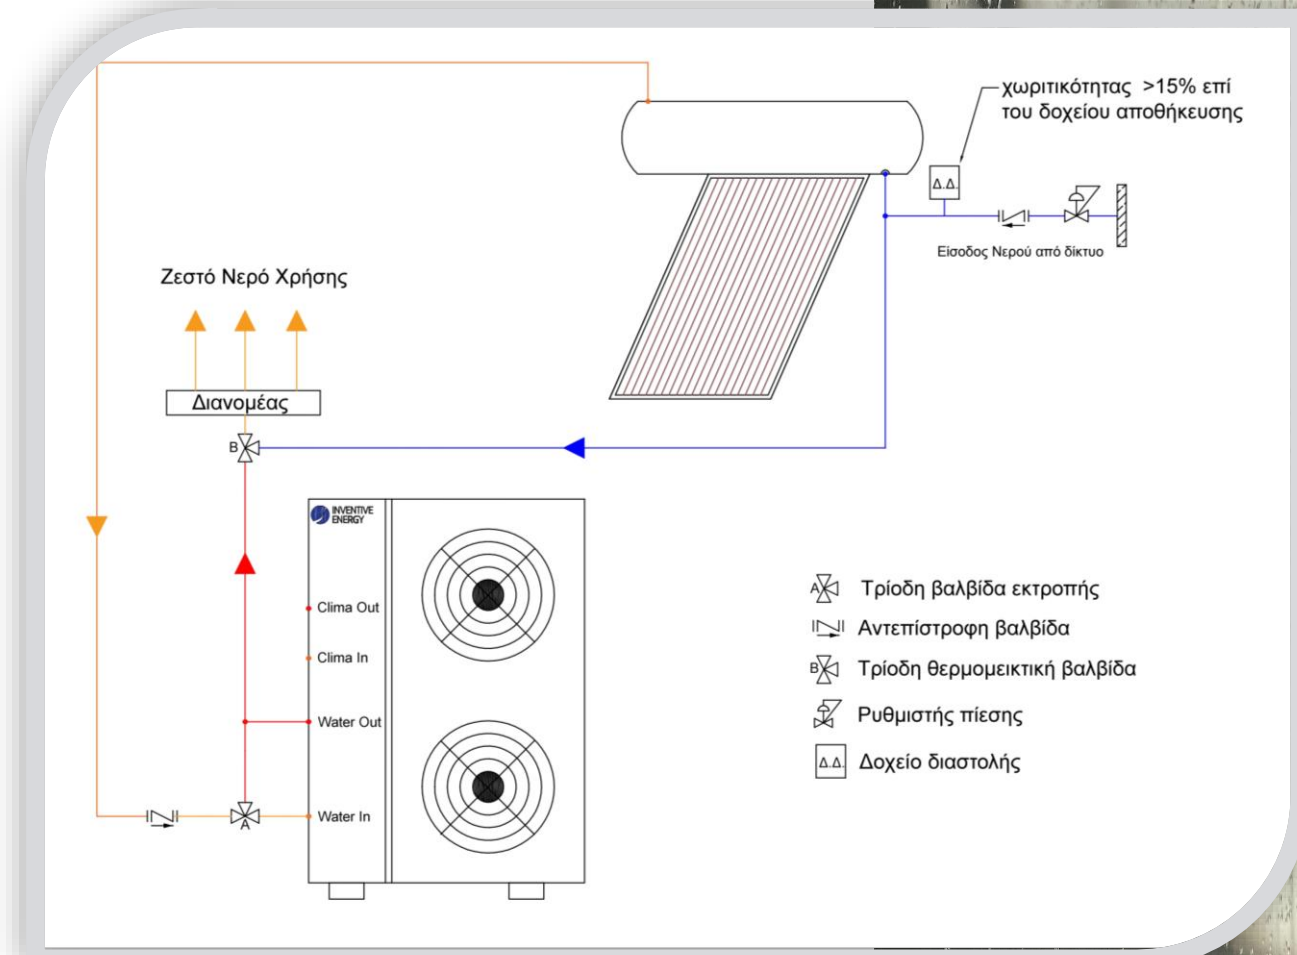 χωριτικότητας >15% επί
του δοχείου αποθήκευσης
Δ.Δ.
Είσοδος Νερού από δίκτυο
Ζεστό Νερό Χρήσης
Διανομέας
B
INVENTIVE
ENERGY
Clima Out
Clima In
Water Out
Water In
A
A Τρίοδη βαλβίδα εκτροπής
Αντεπίστροφη βαλβίδα
B Τρίοδη θερμομεικτική βαλβίδα
Ρυθμιστής πίεσης
Δ.Δ. Δοχείο διαστολής